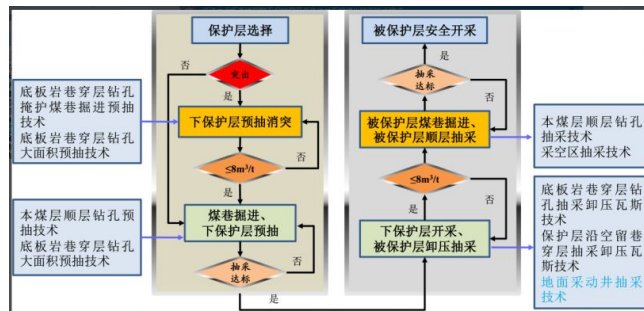 保护层选择
否
突出
是
底板岩巷穿层钻孔
掩护煤巷掘进预抽
技术
底板岩巷穿层钻孔
大面积预抽技术
下保护层预抽消突
≤8m³/t
否
是
本煤层顺层钻孔预
抽技术
底板岩巷穿层钻孔
大面积预抽技术
煤巷掘进、
下保护层预抽
抽采
达标
否
是
被保护层安全开采
是
抽采
达标
否
被保护层煤巷掘进、
被保护层顺层抽采
本煤层顺层钻孔
抽采技术
采空区抽采技术
是
≤8m³/t
否
下保护层开采、
被保护层卸压抽采
底板岩巷穿层钻
孔抽采卸压瓦斯
技术
保护层沿空留巷
穿层抽采卸压瓦
斯技术
地面采动井抽采
技术